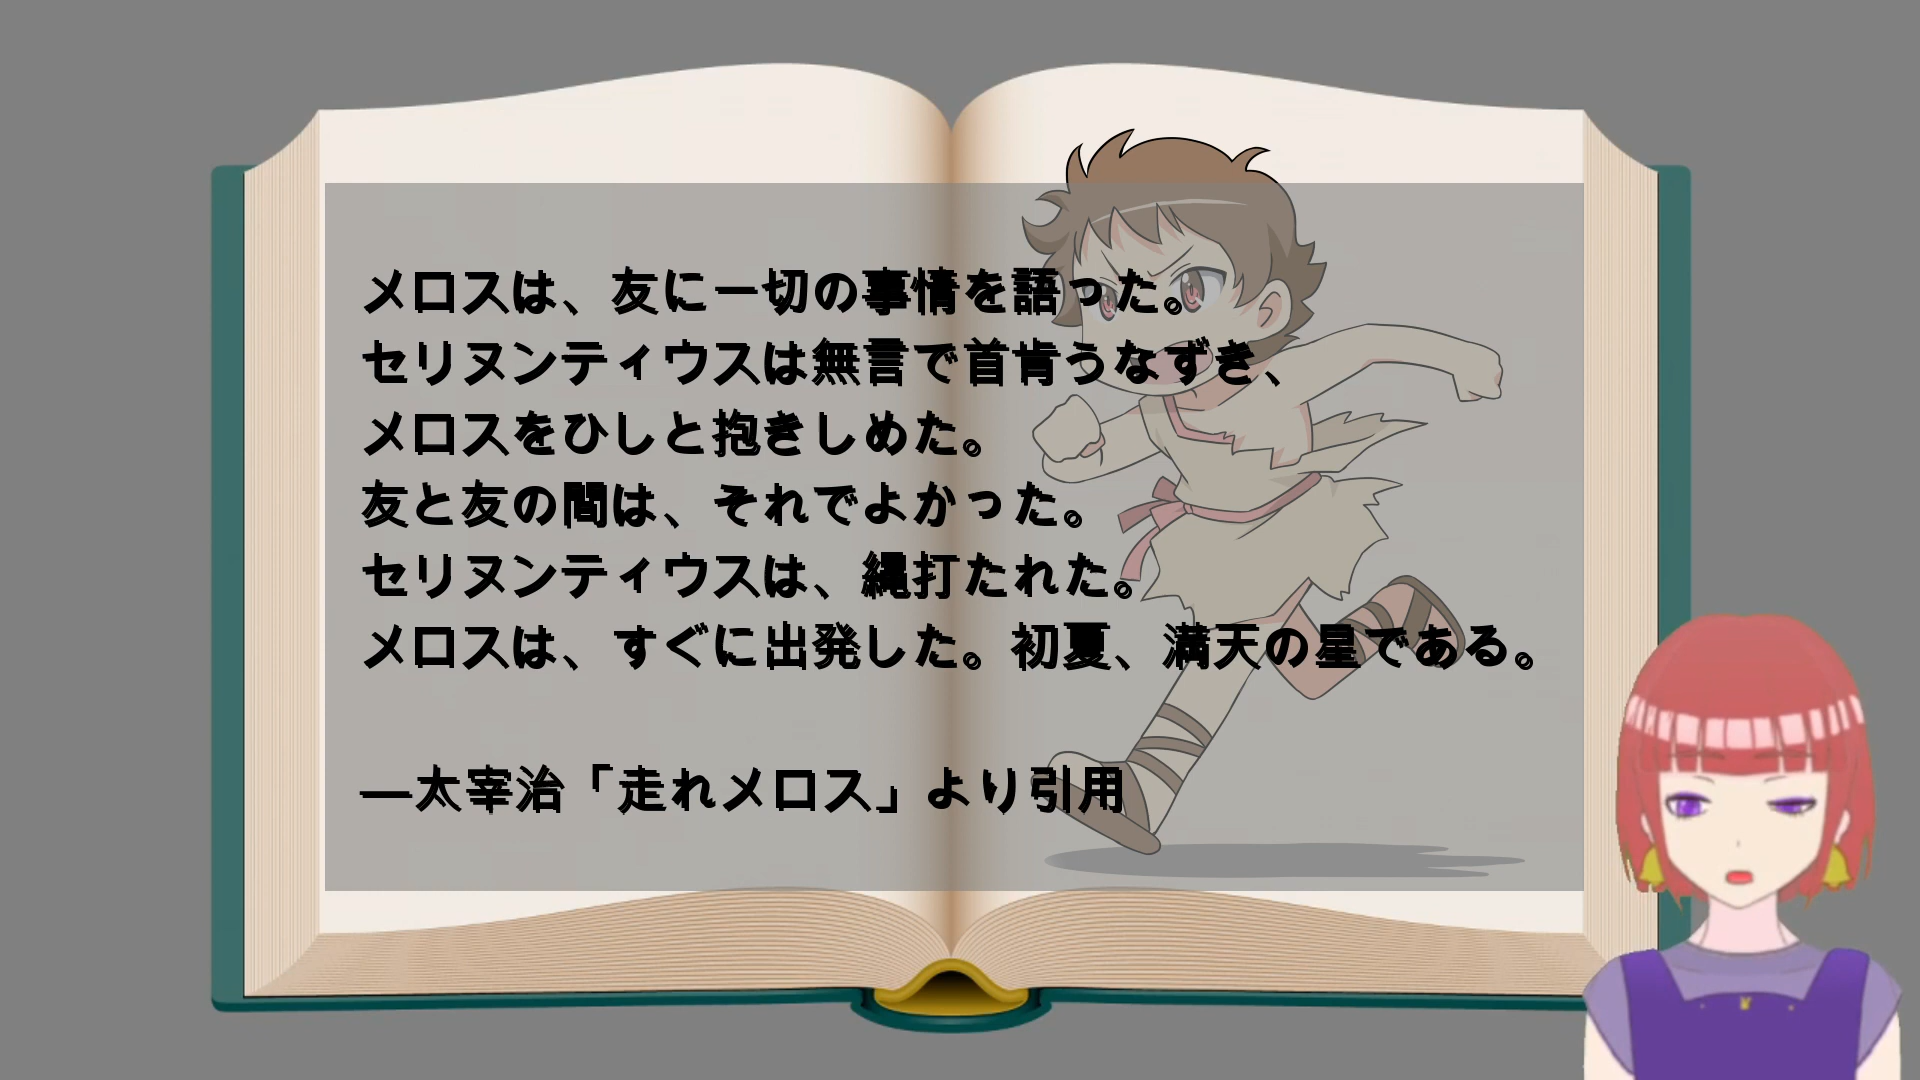 メロスは、友に一切の事情を語った。
セリヌンティウスは無言で首肯うなずき、
メロスをひしと抱きしめた。
友と友の間は、それでよかった。
セリヌンティウスは、縄打たれた。
メロスは、すぐに出発した。初夏、満天の星である。
―太宰治「走れメロス」より引用